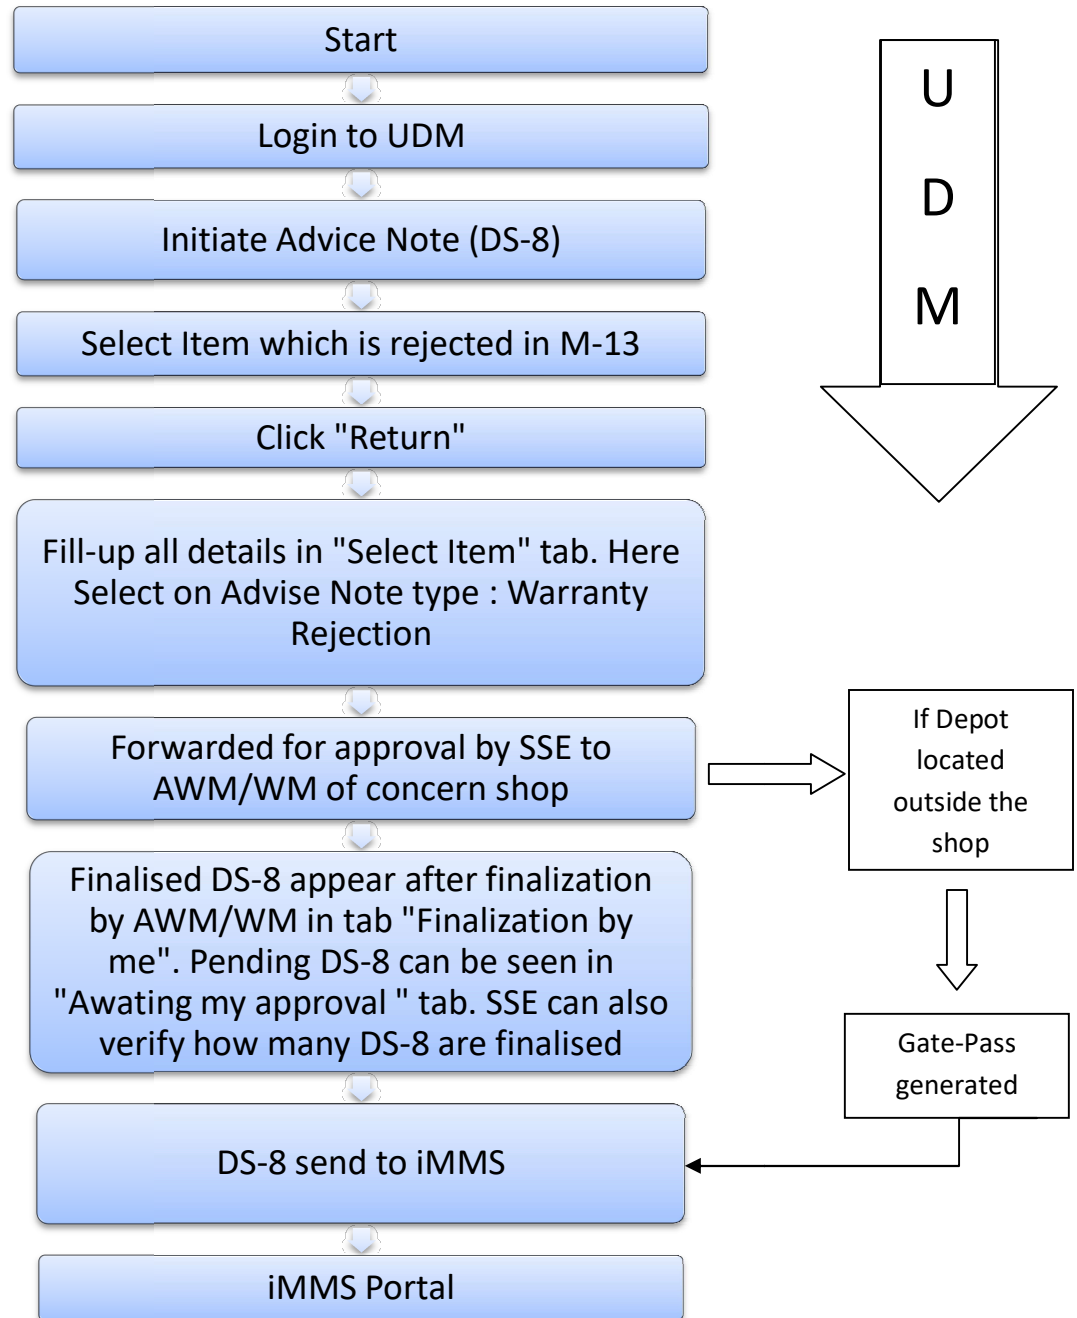 Start
Login to UDM
Initiate Advice Note (DS-8)
Select Item which is rejected in M-13
Click "Return"
Fill-up all details in "Select Item" tab. Here
Select on Advise Note type : Warranty
Rejection
Forwarded for approval by SSE to
AWM/WM of concern shop
Finalised DS-8 appear after finalization
by AWM/WM in tab "Finalization by
me". Pending DS-8 can be seen in
"Awating my approval " tab. SSE can also
verify how many DS-8 are finalised
DS-8 send to iMMS
iMMS Portal
U
D
M
If Depot
located
outside the
shop
Gate-Pass
generated